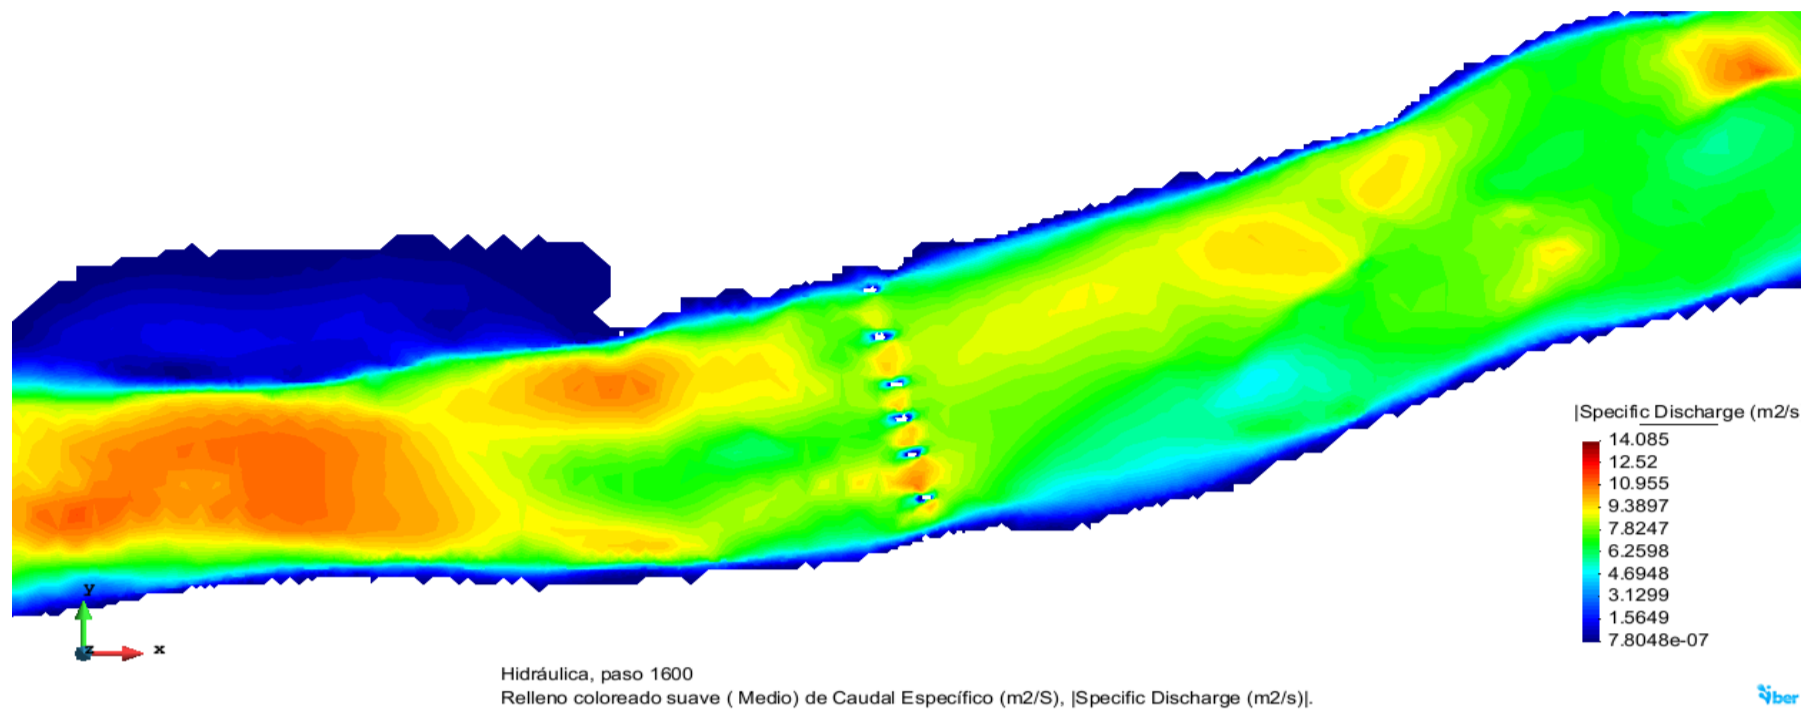 |Specific Discharge (m2/s
14.085
12.52
10.955
9.3897
7.8247
6.2598
4.6948
3.1299
1.5649
7.8048e-07
y
z x
Hidráulica, paso 1600
Relleno coloreado suave ( Medio) de Caudal Específico (m2/S), |Specific Discharge (m2/s)|.
iber